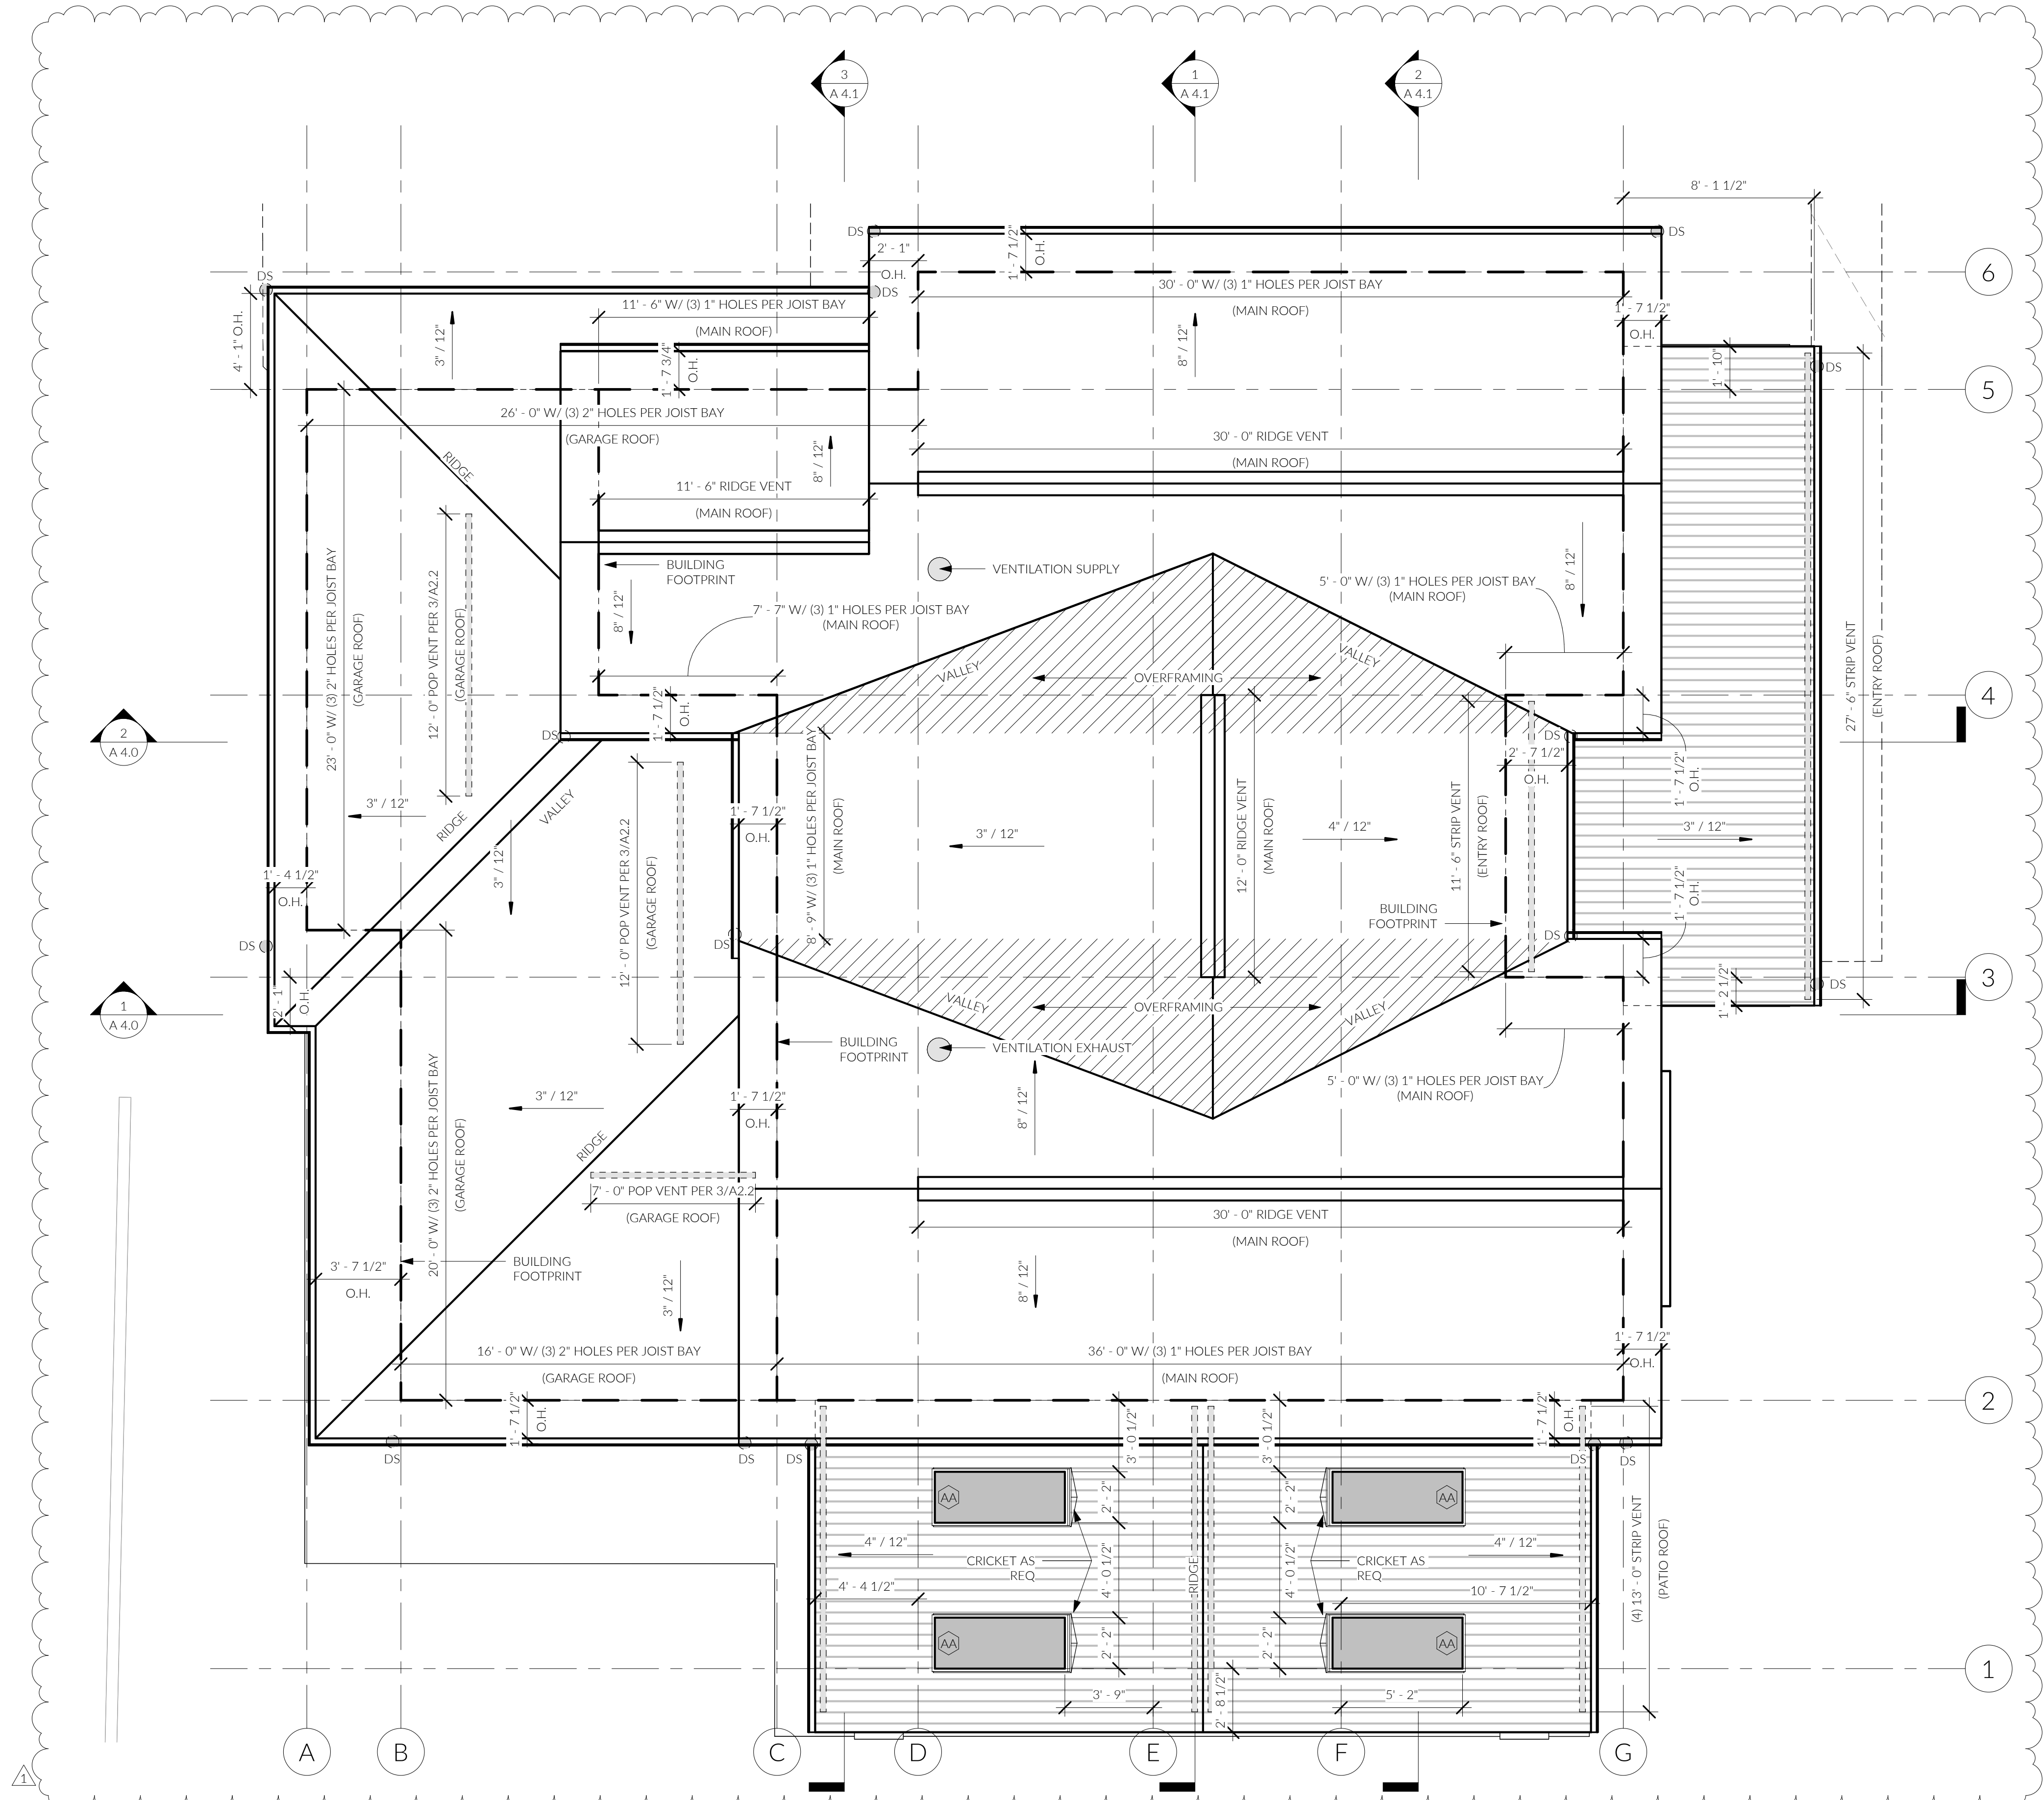 3
A 4.1
1
A 4.1
2
A 4.1
8' - 1 1/2"
DS
DS
2' - 1"
O.H.
1' - 7 1/2"
O.H.
6
DS
DS
30' - 0" W/ (3) 1" HOLES PER JOIST BAY
(MAIN ROOF)
11' - 6" W/ (3) 1" HOLES PER JOIST BAY
(MAIN ROOF)
1' - 7 1/2"
O.H.
4' - 1" O.H.
3" / 12"
8" / 12"
1' - 7 3/4"
O.H.
1' - 10"
DS
5
26' - 0" W/ (3) 2" HOLES PER JOIST BAY
(GARAGE ROOF)
30' - 0" RIDGE VENT
(MAIN ROOF)
RIDGE
8" / 12"
11' - 6" RIDGE VENT
(MAIN ROOF)
BUILDING
FOOTPRINT
VENTILATION SUPPLY
8" / 12"
5' - 0" W/ (3) 1" HOLES PER JOIST BAY
(MAIN ROOF)
23' - 0" W/ (3) 2" HOLES PER JOIST BAY
(GARAGE ROOF)
12' - 0" POP VENT PER 3/A2.2
(GARAGE ROOF)
8" / 12"
7' - 7" W/ (3) 1" HOLES PER JOIST BAY
(MAIN ROOF)
VALLEY
VALLEY
OVERFRAMING
27' - 6" STRIP VENT
(ENTRY ROOF)
4
1' - 7 1/2"
O.H.
2
A 4.0
DS
DS
2' - 7 1/2"
O.H.
1' - 7 1/2"
O.H.
3" / 12"
RIDGE
VALLEY
3" / 12"
12' - 0" POP VENT PER 3/A2.2
(GARAGE ROOF)
1' - 7 1/2"
O.H.
8' - 9" W/ (3) 1" HOLES PER JOIST BAY
(MAIN ROOF)
3" / 12"
12' - 0" RIDGE VENT
(MAIN ROOF)
4" / 12"
11' - 6" STRIP VENT
(ENTRY ROOF)
3" / 12"
1' - 4 1/2"
O.H.
1' - 7 1/2"
O.H.
BUILDING
FOOTPRINT
DS
DS
DS
2' - 1"
O.H.
1
A 4.0
3
DS
1' - 2 1/2"
VALLEY
OVERFRAMING
VALLEY
BUILDING
FOOTPRINT
VENTILATION EXHAUST
5' - 0" W/ (3) 1" HOLES PER JOIST BAY
(MAIN ROOF)
3" / 12"
1' - 7 1/2"
O.H.
8" / 12"
20' - 0" W/ (3) 2" HOLES PER JOIST BAY
(GARAGE ROOF)
RIDGE
7' - 0" POP VENT PER 3/A2.2
(GARAGE ROOF)
30' - 0" RIDGE VENT
(MAIN ROOF)
BUILDING
FOOTPRINT
3' - 7 1/2"
O.H.
3" / 12"
8" / 12"
16' - 0" W/ (3) 2" HOLES PER JOIST BAY
(GARAGE ROOF)
36' - 0" W/ (3) 1" HOLES PER JOIST BAY
(MAIN ROOF)
1' - 7 1/2"
O.H.
2
1' - 7 1/2"
O.H.
3' - 0 1/2"
3' - 0 1/2"
1' - 7 1/2"
O.H.
DS
DS
DS
DS
DS
AA
2' - 2"
2' - 2"
AA
4" / 12"
CRICKET AS
REQ
4' - 0 1/2"
RIDGE
4' - 0 1/2"
CRICKET AS
REQ
4" / 12"
(4) 13' - 0" STRIP VENT
(PATIO ROOF)
4' - 4 1/2"
10' - 7 1/2"
AA
2' - 2"
2' - 2"
AA
1
3' - 9"
2' - 8 1/2"
5' - 2"
A
B
C
D
E
F
G
1